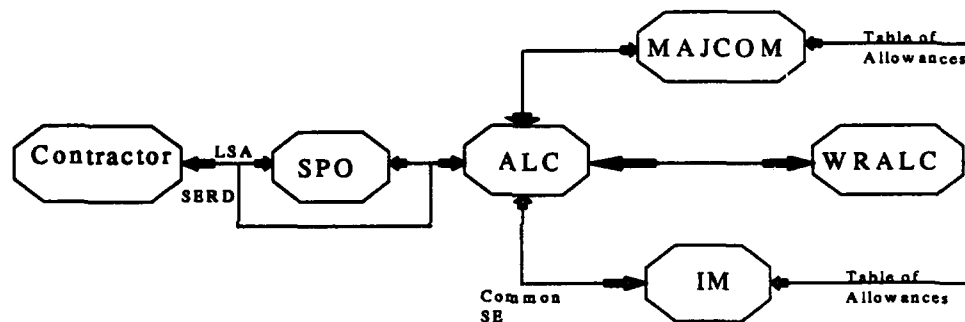 MAJCOM
Table of
Allowances
Contractor
LSA
SERD
SPO
ALC
WRALC
Common
SE
IM
Table of
Allowances